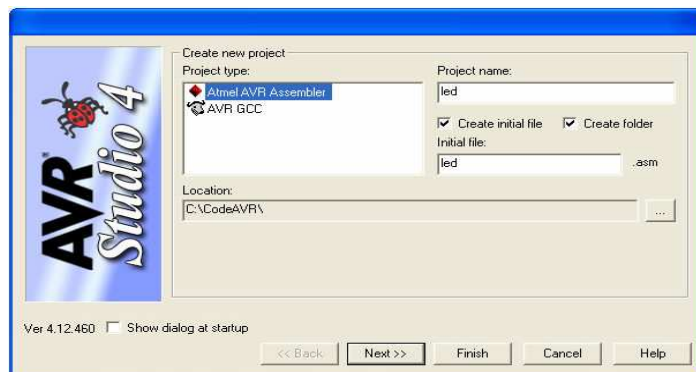 AVR
Studio 4
Create new project
Project type:
Atmel AVR Assembler
AVR GCC
Project name:
led
Create initial file
Create folder
Initial file:
led
.asm
Location:
C:\CodeAVR\
...
Ver 4.12.460
Show dialog at startup
<< Back
Next >>
Finish
Cancel
Help